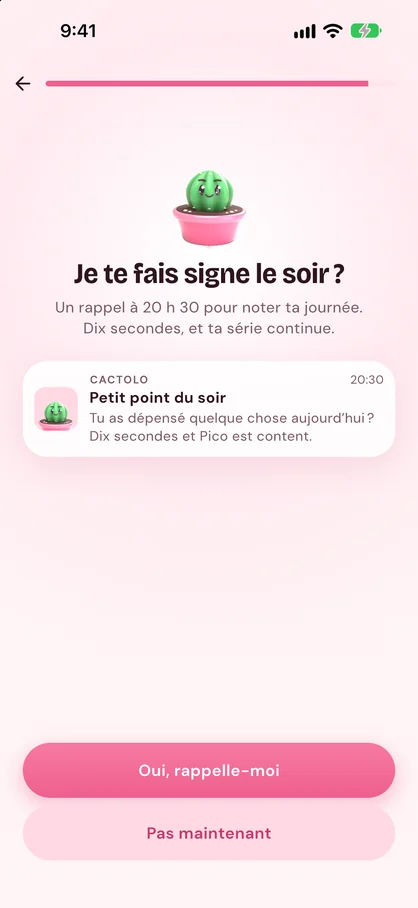 9:41
Je te fais signe le soir ?
Un rappel à 20 h 30 pour noter ta journée.
Dix secondes, et ta série continue.
CACTOLO 20:30
Petit point du soir
Tu as dépensé quelque chose aujourd’hui ?
Dix secondes et Pico est content.
Oui, rappelle-moi
Pas maintenant